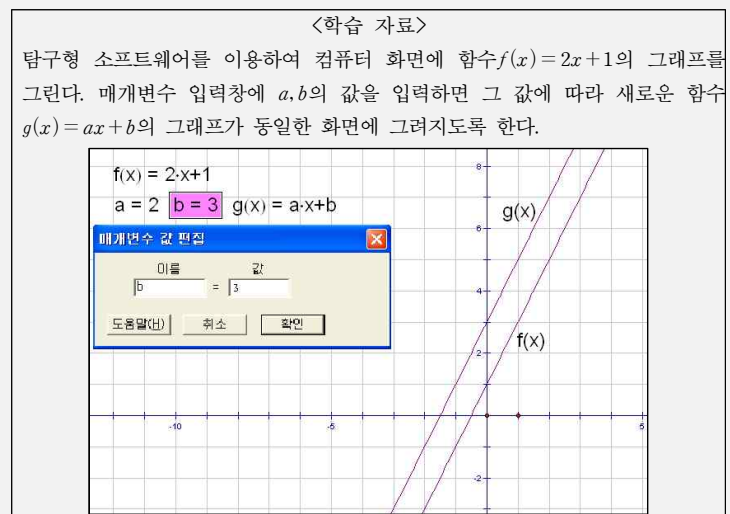 <학습 자료>
탐구형 소프트웨어를 이용하여 컴퓨터 화면에 함수f(x)=2x+1의 그래프를
그린다. 매개변수 입력창에 a, b의 값을 입력하면 그 값에 따라 새로운 함수
g(x)=ax+b의 그래프가 동일한 화면에 그려지도록 한다.
f(x) = 2·x+1
a = 2 b = 3 g(x) = a·x+b
매개변수 값 편집
이름 값
b = 3
도움말(H) 취소 확인
8
g(x)
6
4
f(x)
2
-10 -5 5
-2